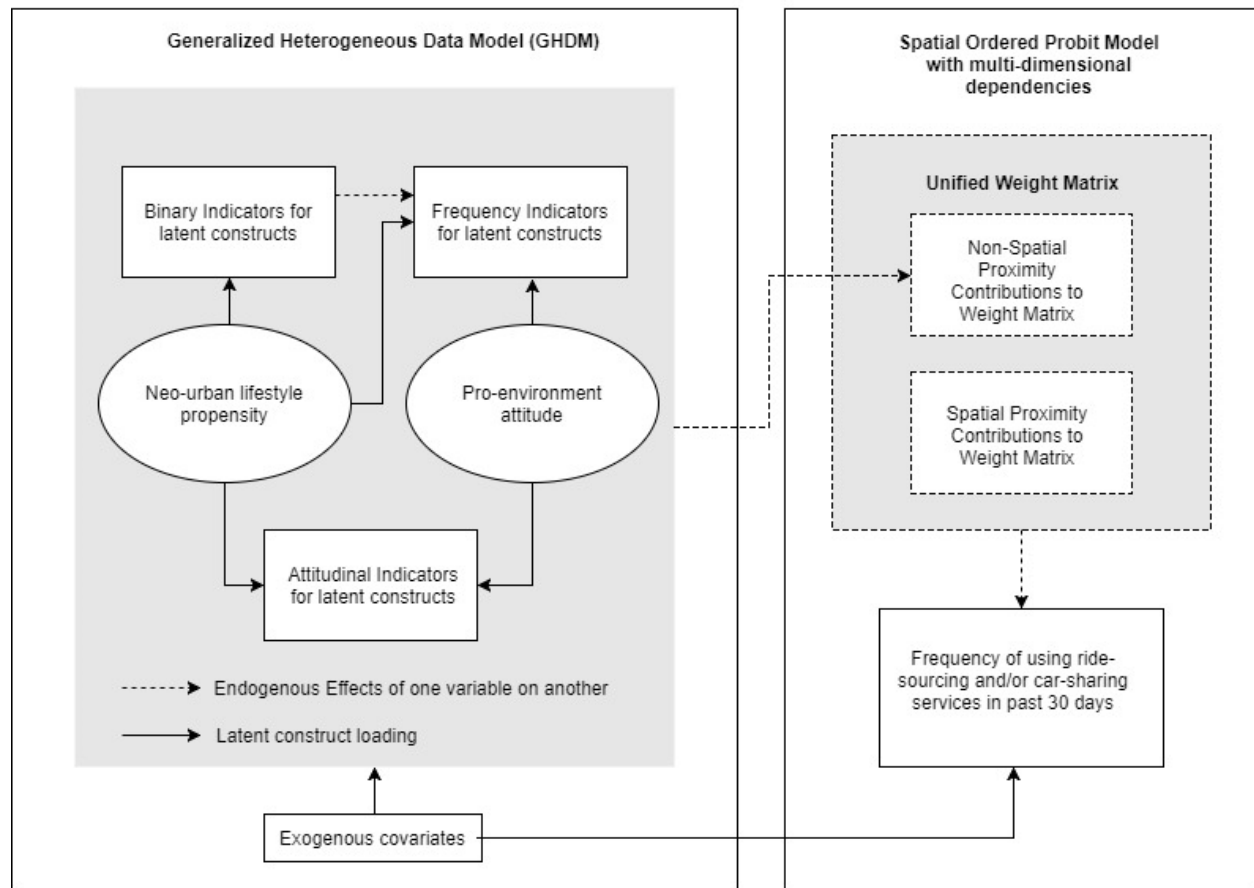 Generalized Heterogeneous Data Model (GHDM)
Binary Indicators for
latent constructs
Frequency Indicators
for latent constructs
Neo-urban lifestyle
propensity
Pro-environment
attitude
Attitudinal Indicators
for latent constructs
Endogenous Effects of one variable on another
Latent construct loading
Exogenous covariates
Spatial Ordered Probit Model
with multi-dimensional
dependencies
Unified Weight Matrix
Non-Spatial
Proximity
Contributions to
Weight Matrix
Spatial Proximity
Contributions to
Weight Matrix
Frequency of using ride-
sourcing and/or car-sharing
services in past 30 days